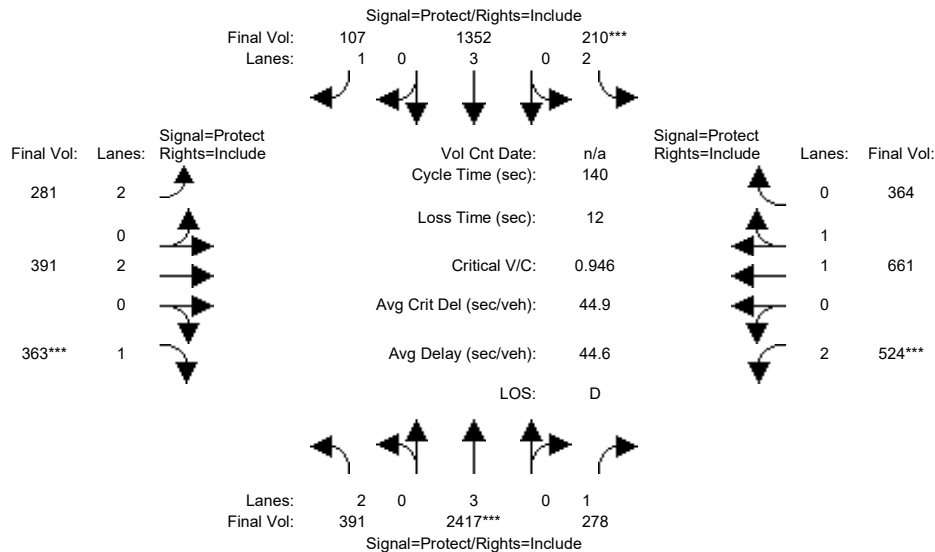 Signal=Protect/Rights=Include
Final Vol: 107 1352 210***
Lanes: 1 0 3 0 2
Signal=Protect
Final Vol: Lanes: Rights=Include
Vol Cnt Date: n/a
Signal=Protect
Rights=Include Lanes: Final Vol:
Cycle Time (sec): 140
281 2
0 364
Loss Time (sec): 12
0
1
391 2
Critical V/C: 0.946
1 661
0
Avg Crit Del (sec/veh): 44.9
0
363*** 1
Avg Delay (sec/veh): 44.6
2 524***
LOS: D
Lanes: 2 0 3 0 1
Final Vol: 391 2417*** 278
Signal=Protect/Rights=Include